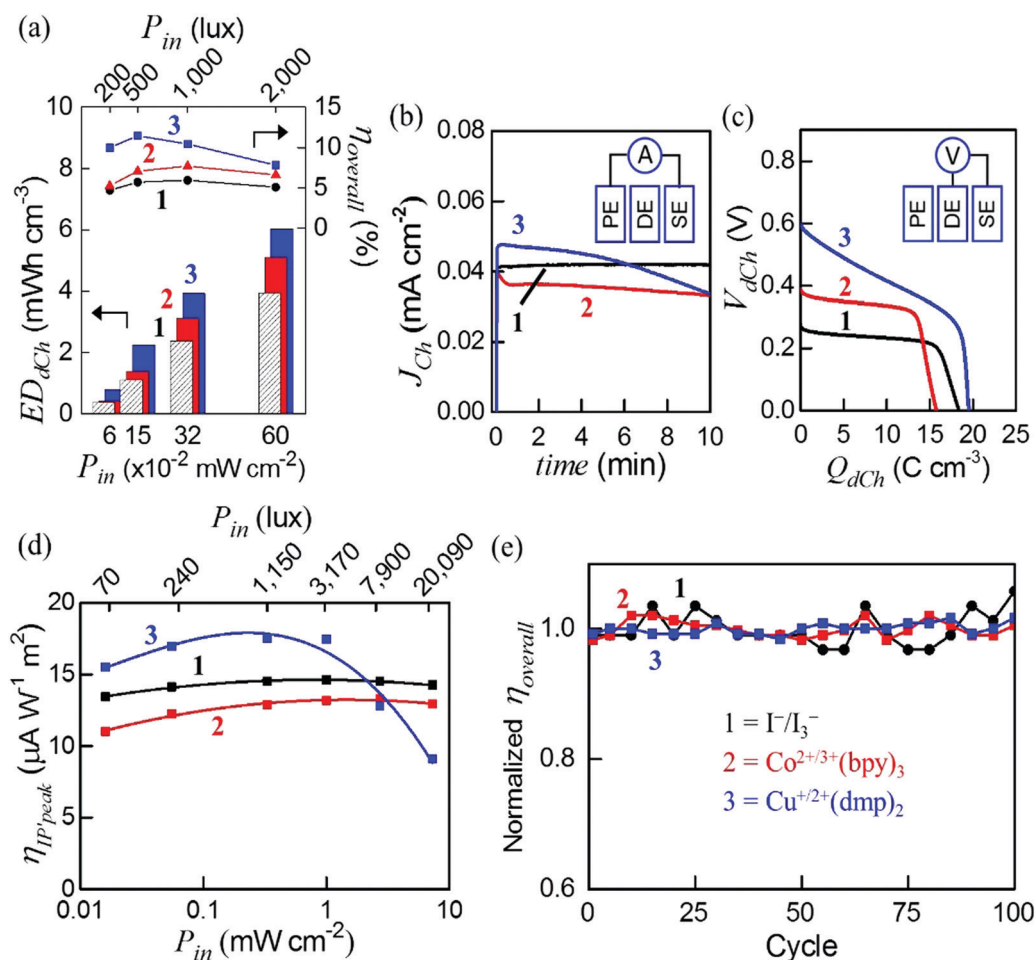 (a)
P_in (lux)
200 500 1,000 2,000
10 8 6 4 2 0
ED_dCh (mWh cm⁻³)
15 10 5 0
η_overall (%)
3
2
1
3
2
1
6 15 32 60
P_in (x10⁻² mW cm⁻²)
(b)
0.08 0.06 0.04 0.02 0.00
J_Ch (mA cm⁻²)
A
PE DE SE
3
1
2
0 2 4 6 8 10
time (min)
(c)
0.8 0.6 0.4 0.2 0.0
V_dCh (V)
V
PE DE SE
3
2
1
0 5 10 15 20 25
Q_dCh (C cm⁻³)
(d)
P_in (lux)
70 240 1,150 3,170 7,900 20,090
20 15 10 5 0
η_IP'peak (µA W⁻¹ m²)
3
1
2
0.01 0.1 1 10
P_in (mW cm⁻²)
(e)
1.0 0.8 0.6
Normalized η_overall
2
1
3
1 = I⁻/I₃⁻
2 = Co²⁺/³⁺(bpy)₃
3 = Cu⁺/²⁺(dmp)₂
0 25 50 75 100
Cycle